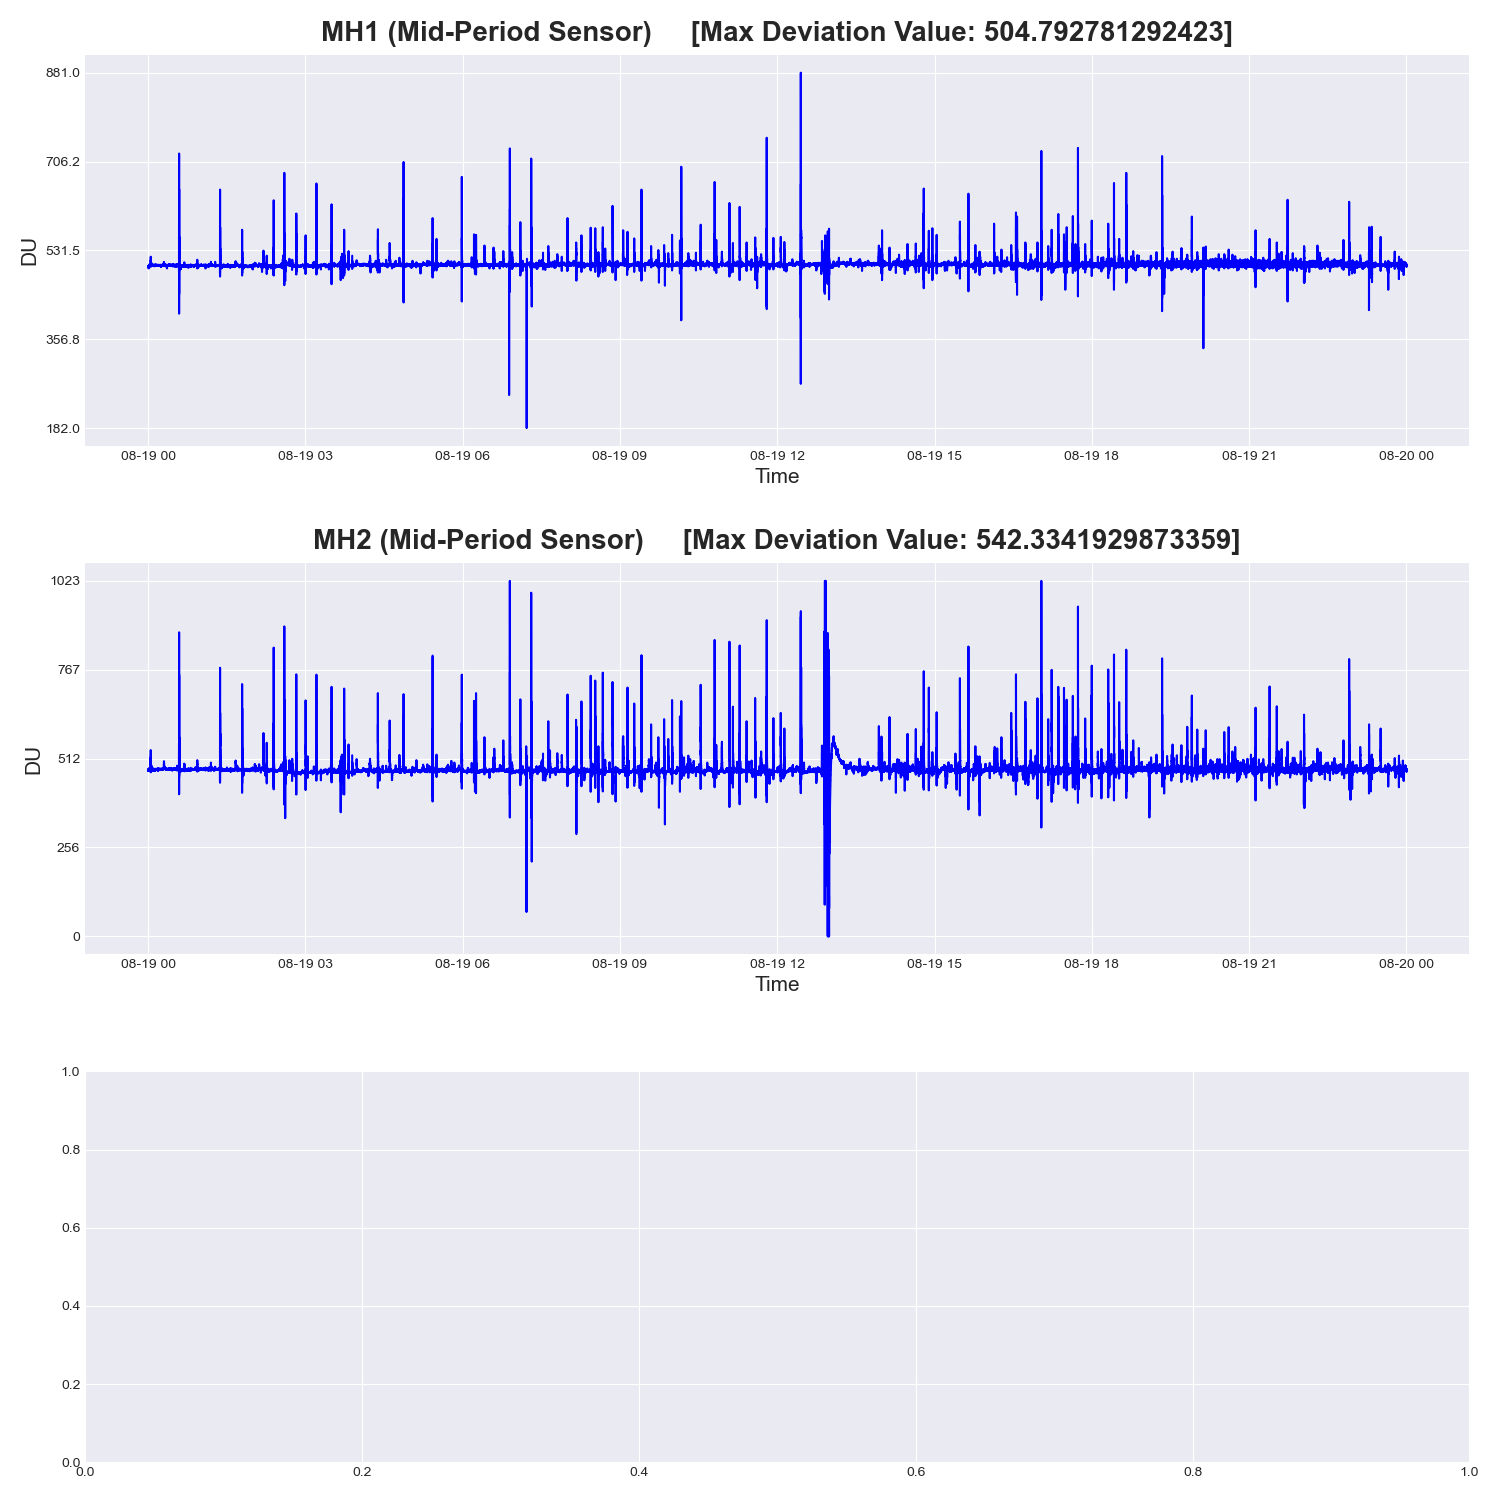 MH1 (Mid-Period Sensor) [Max Deviation Value: 504.792781292423]
881.0
706.2
531.5
356.8
182.0
DU
08-19 00 08-19 03 08-19 06 08-19 09 08-19 12 08-19 15 08-19 18 08-19 21 08-20 00
Time
MH2 (Mid-Period Sensor) [Max Deviation Value: 542.3341929873359]
1023
767
512
256
0
DU
08-19 00 08-19 03 08-19 06 08-19 09 08-19 12 08-19 15 08-19 18 08-19 21 08-20 00
Time
1.0
0.8
0.6
0.4
0.2
0.0
0.0 0.2 0.4 0.6 0.8 1.0